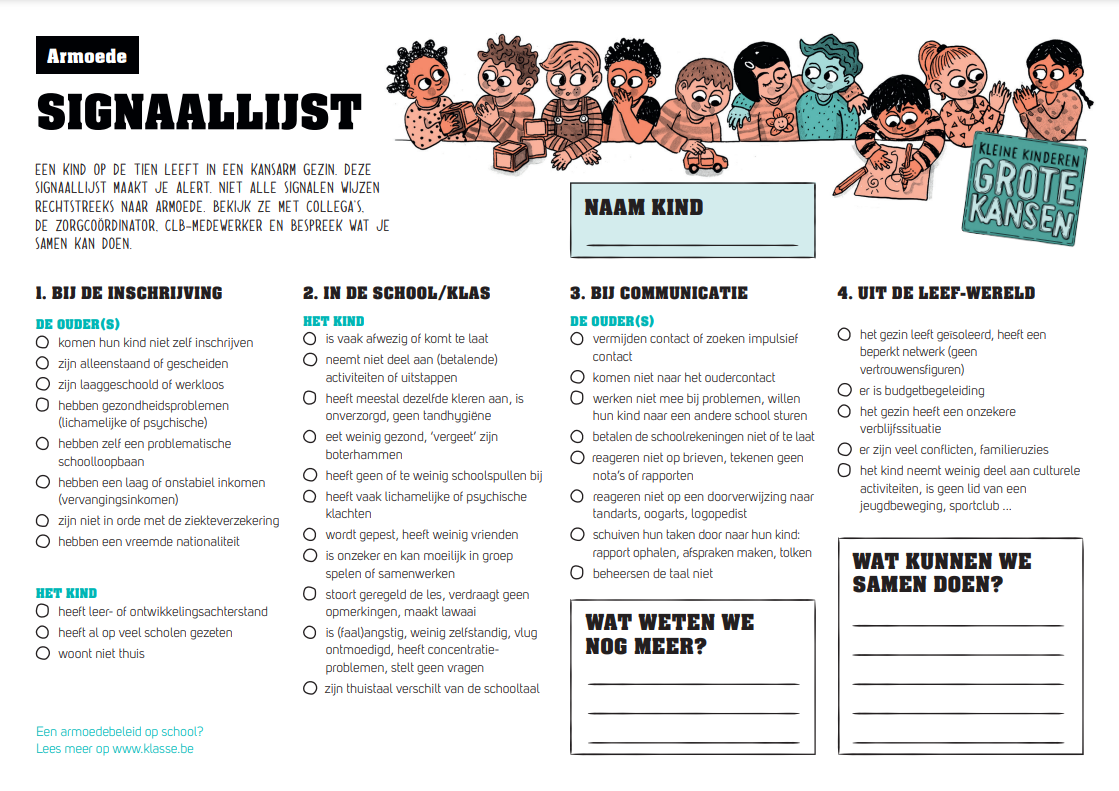 Armoede
SIGNAALLIJST
EEN KIND OP DE TIEN LEEFT IN EEN KANSARM GEZIN. DEZE
SIGNAALLIJST MAAKT JE ALERT. NIET ALLE SIGNALEN WIJZEN
RECHTSTREEKS NAAR ARMOEDE. BEKIJK ZE MET COLLEGA'S,
DE ZORGCOÖRDINATOR, CLB-MEDEWERKER EN BESPREEK WAT JE
SAMEN KAN DOEN.
NAAM KIND
KLEINE KINDEREN
GROTE
KANSEN
1. BIJ DE INSCHRIJVING
DE OUDER(S)
komen hun kind niet zelf inschrijven
zijn alleenstaand of gescheiden
zijn laaggeschoold of werkloos
hebben gezondheidsproblemen
(lichamelijke of psychische)
hebben zelf een problematische
schoolloopbaan
hebben een laag of onstabiel inkomen
(vervangingsinkomen)
zijn niet in orde met de ziekteverzekering
hebben een vreemde nationaliteit
HET KIND
heeft leer- of ontwikkelingsachterstand
heeft al op veel scholen gezeten
woont niet thuis
Een armoedebeleid op school?
Lees meer op www.klasse.be
2. IN DE SCHOOL/KLAS
HET KIND
is vaak afwezig of komt te laat
neemt niet deel aan (betalende)
activiteiten of uitstappen
heeft meestal dezelfde kleren aan, is
onverzorgd, geen tandhygiëne
eet weinig gezond, 'vergeet' zijn
boterhammen
heeft geen of te weinig schoolspullen bij
heeft vaak lichamelijke of psychische
klachten
wordt gepest, heeft weinig vrienden
is onzeker en kan moeilijk in groep
spelen of samenwerken
stoort geregeld de les, verdraagt geen
opmerkingen, maakt lawaai
is (faal)angstig, weinig zelfstandig, vlug
ontmoedigd, heeft concentratie-
problemen, stelt geen vragen
zijn thuistaal verschilt van de schooltaal
3. BIJ COMMUNICATIE
DE OUDER(S)
vermijden contact of zoeken impulsief
contact
komen niet naar het oudercontact
werken niet mee bij problemen, willen
hun kind naar een andere school sturen
betalen de schoolrekeningen niet of te laat
reageren niet op brieven, tekenen geen
nota's of rapporten
reageren niet op een doorverwijzing naar
tandarts, oogarts, logopedist
schuiven hun taken door naar hun kind:
rapport ophalen, afspraken maken, tolken
beheersen de taal niet
WAT WETEN WE
NOG MEER?
4. UIT DE LEEF-WERELD
het gezin leeft geïsoleerd, heeft een
beperkt netwerk (geen
vertrouwensfiguren)
er is budgetbegeleiding
het gezin heeft een onzekere
verblijfssituatie
er zijn veel conflicten, familieruzies
het kind neemt weinig deel aan culturele
activiteiten, is geen lid van een
jeugdbeweging, sportclub ...
WAT KUNNEN WE
SAMEN DOEN?